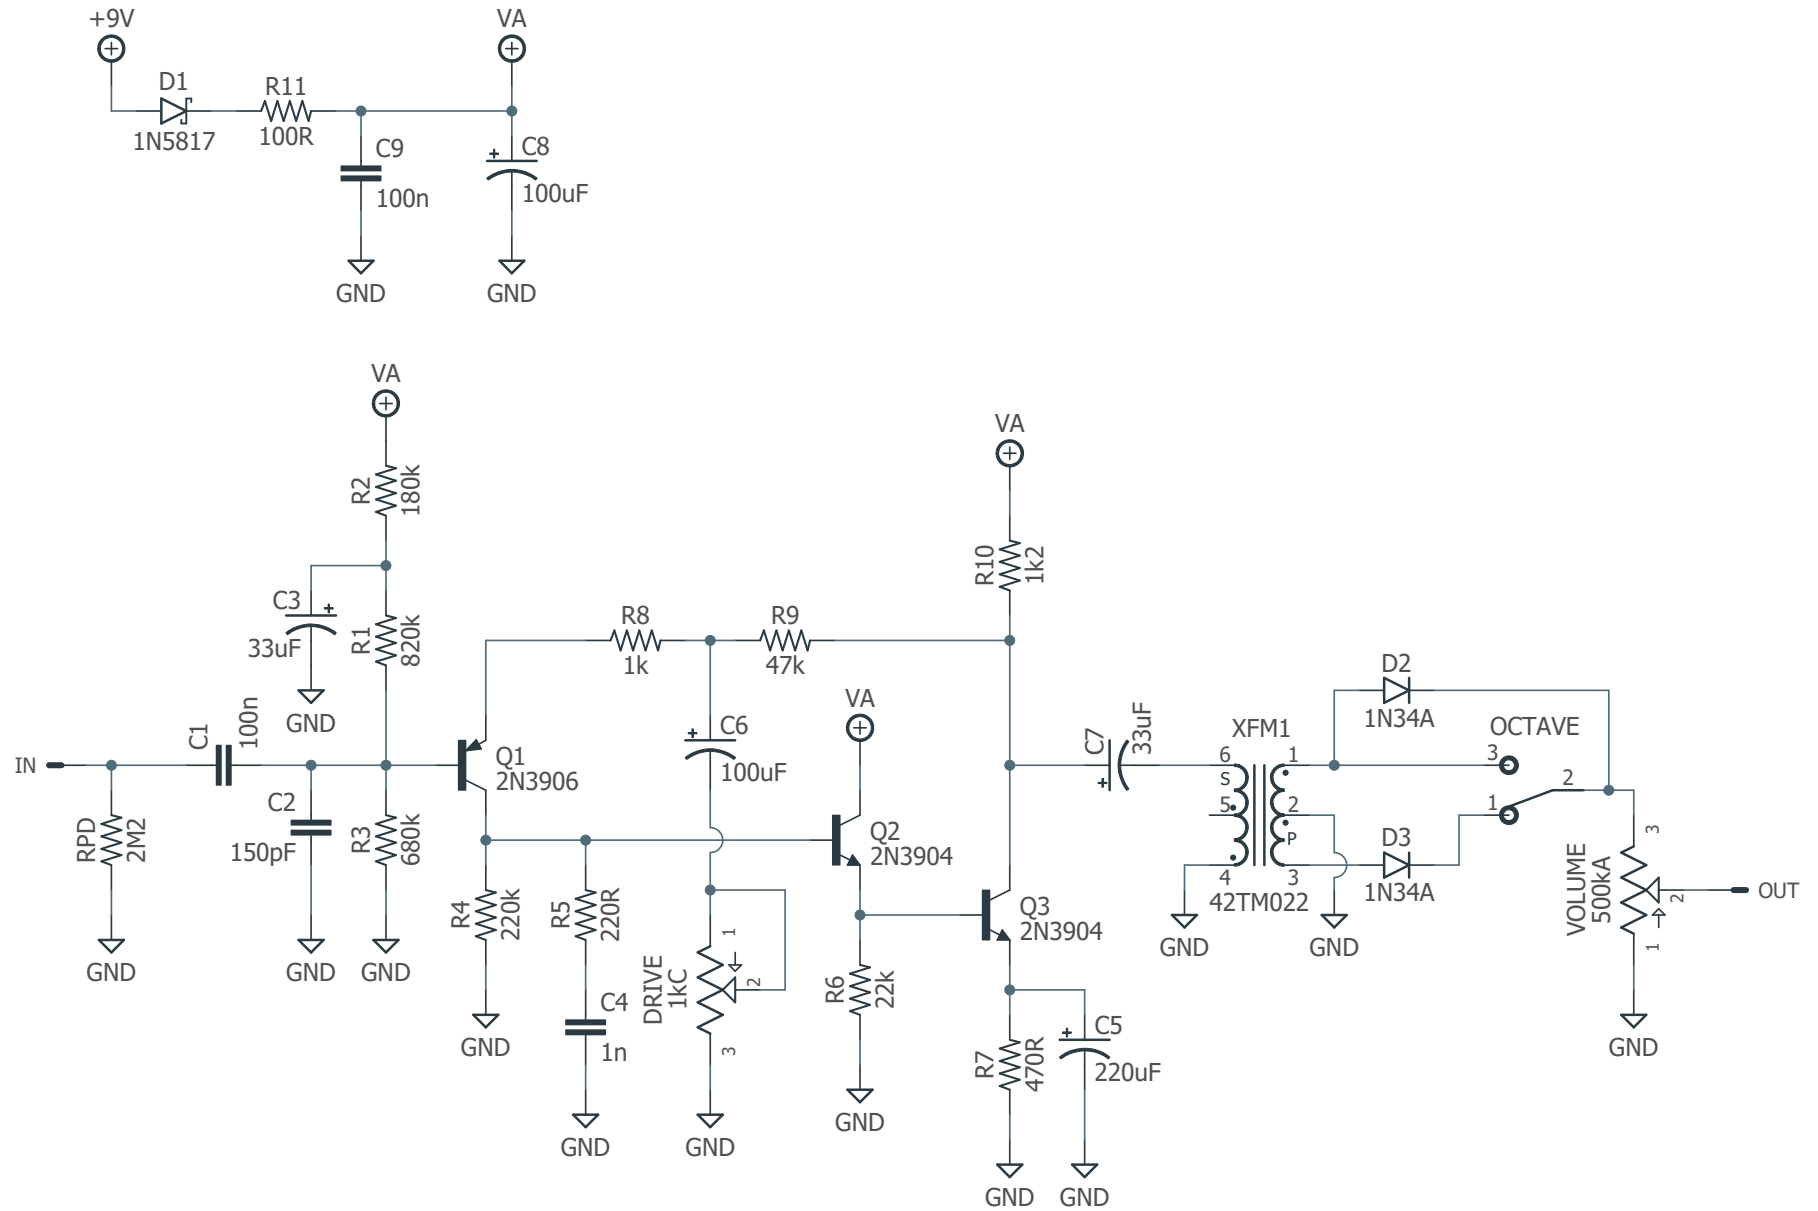 +9V
VA
D1
1N5817
R11
100R
C9
100n
C8
100uF
GND
GND
VA
R2
180k
C3
33uF
R1
820k
GND
IN
C1
100n
RPD
2M2
C2
150pF
R3
680k
GND
GND
GND
Q1
2N3906
R8
1k
R9
47k
C6
100uF
VA
Q2
2N3904
VA
R10
1k2
R4
220k
GND
R5
220R
C4
1n
GND
DRIVE
1kC
1
2
3
GND
R6
22k
GND
Q3
2N3904
R7
470R
GND
C5
220uF
GND
C7
33uF
XFM1
6
S
5
4
1
2
P
3
42TM022
GND
GND
D2
1N34A
D3
1N34A
OCTAVE
3
2
1
VOLUME
500kA
3
2
1
OUT
GND